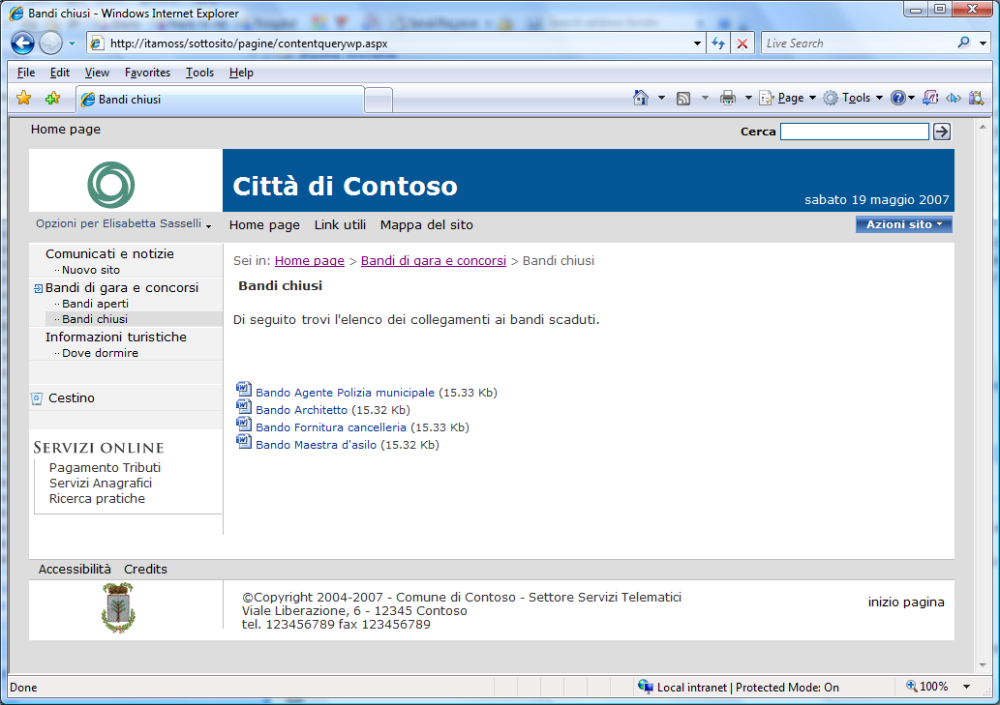 Bandi chiusi - Windows Internet Explorer
http://itamoss/sottosito/pagine/contentquerywp.aspx
Live Search
File Edit View Favorites Tools Help
Bandi chiusi
Page Tools
Home page
Cerca
Città di Contoso
sabato 19 maggio 2007
Opzioni per Elisabetta Sasselli
Home page Link utili Mappa del sito
Azioni sito
Comunicati e notizie
Nuovo sito
Bandi di gara e concorsi
Bandi aperti
Bandi chiusi
Informazioni turistiche
Dove dormire
Cestino
SERVIZI ONLINE
Pagamento Tributi
Servizi Anagrafici
Ricerca pratiche
Sei in: Home page > Bandi di gara e concorsi > Bandi chiusi
Bandi chiusi
Di seguito trovi l'elenco dei collegamenti ai bandi scaduti.
Bando Agente Polizia municipale (15.33 Kb)
Bando Architetto (15.32 Kb)
Bando Fornitura cancelleria (15.33 Kb)
Bando Maestra d'asilo (15.32 Kb)
Accessibilità Credits
©Copyright 2004-2007 - Comune di Contoso - Settore Servizi Telematici
Viale Liberazione, 6 - 12345 Contoso
tel. 123456789 fax 123456789
inizio pagina
Done
Local intranet | Protected Mode: On
100%